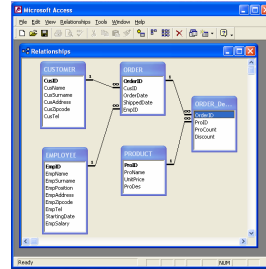 Microsoft Access
File Edit View Relationships Tools Window Help
Relationships
CUSTOMER
CusID
CusName
CusSurname
CusAddress
CusZipcode
CusTel
ORDER
OrderID
CusID
OrderDate
ShippedDate
EmpID
ORDER_De...
OrderID
ProID
ProCount
Discount
EMPLOYEE
EmpID
EmpName
EmpSurname
EmpPosition
EmpAddress
EmpZipcode
EmpTel
StartingDate
EmpSalary
PRODUCT
ProID
ProName
UnitPrice
ProDes
1
∞
1
∞
1
∞
1
∞
Ready
NUM